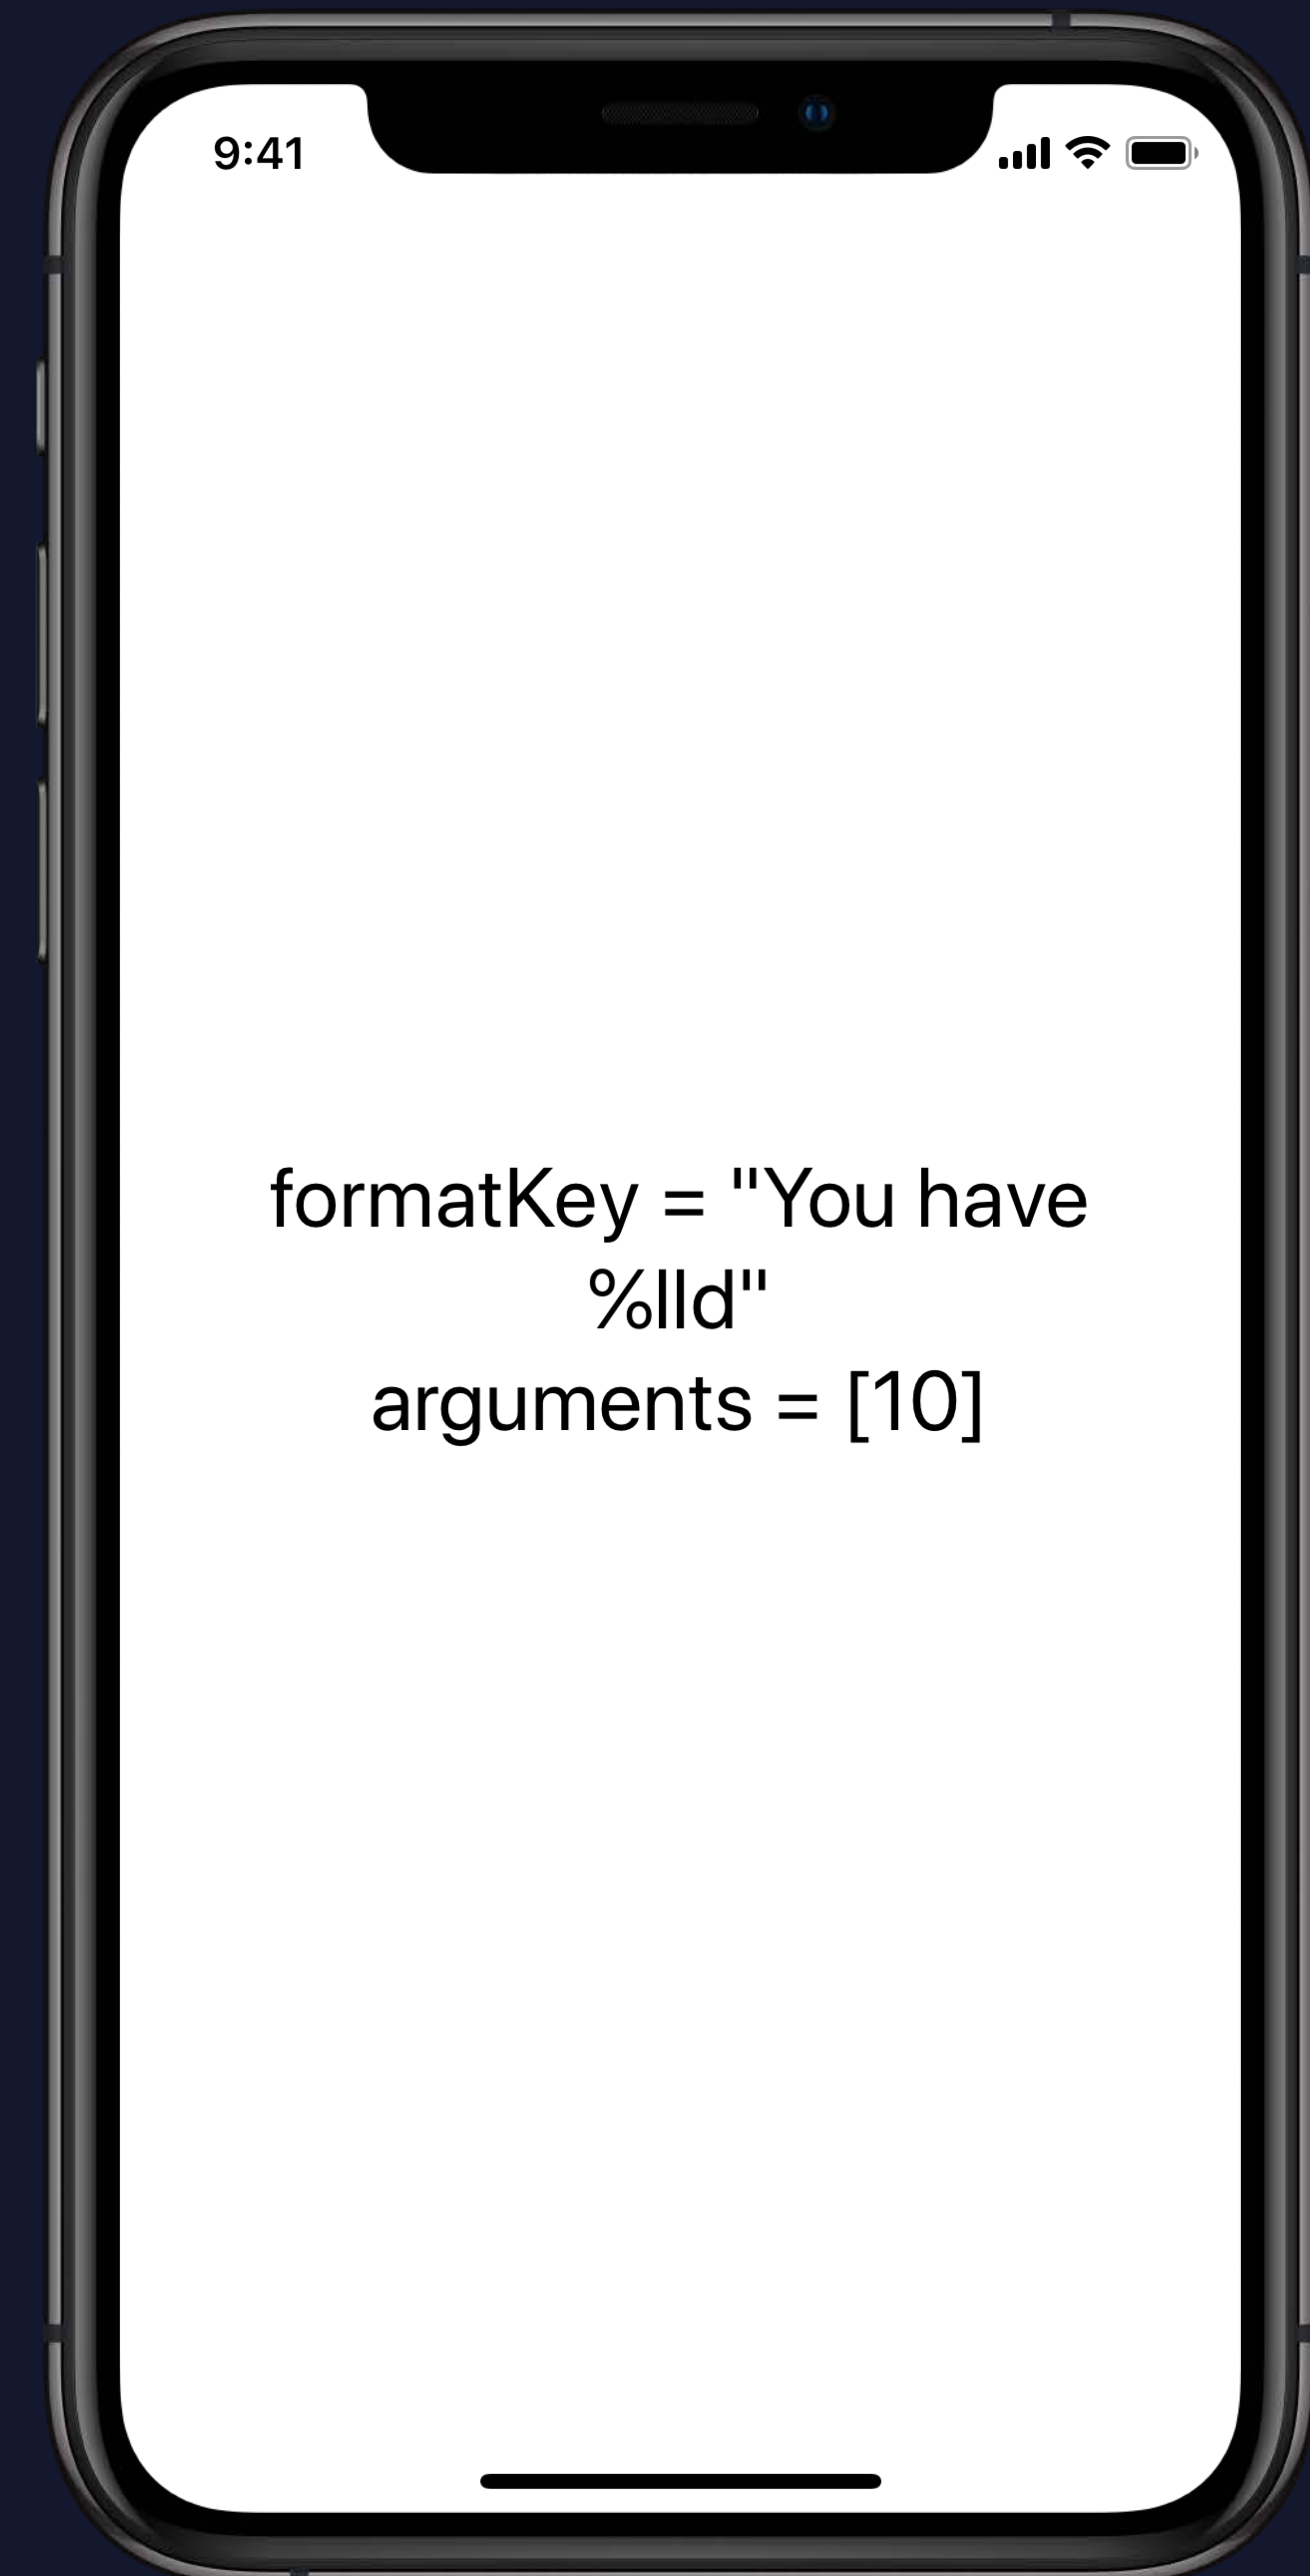 9:41
formatKey = "You have
%lld"
arguments = [10]